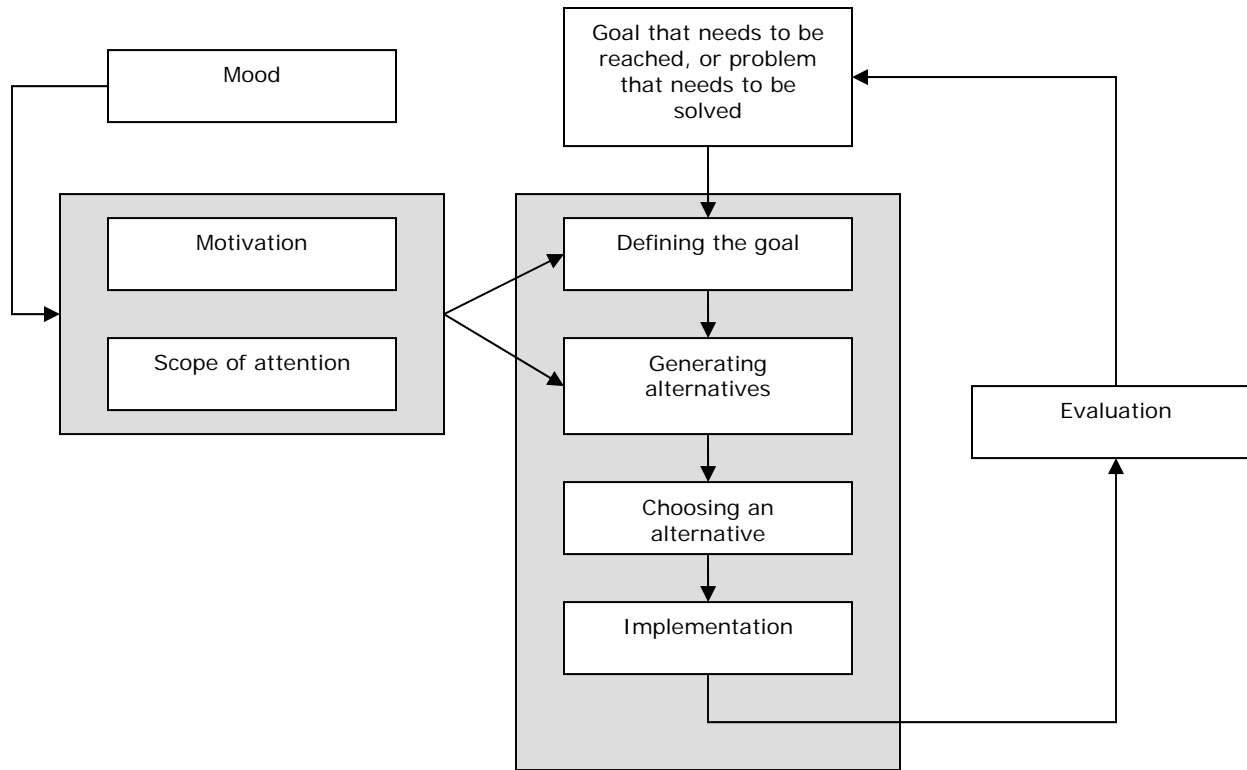 Mood
Goal that needs to be
reached, or problem
that needs to be
solved
Motivation
Scope of attention
Defining the goal
Generating
alternatives
Choosing an
alternative
Implementation
Evaluation